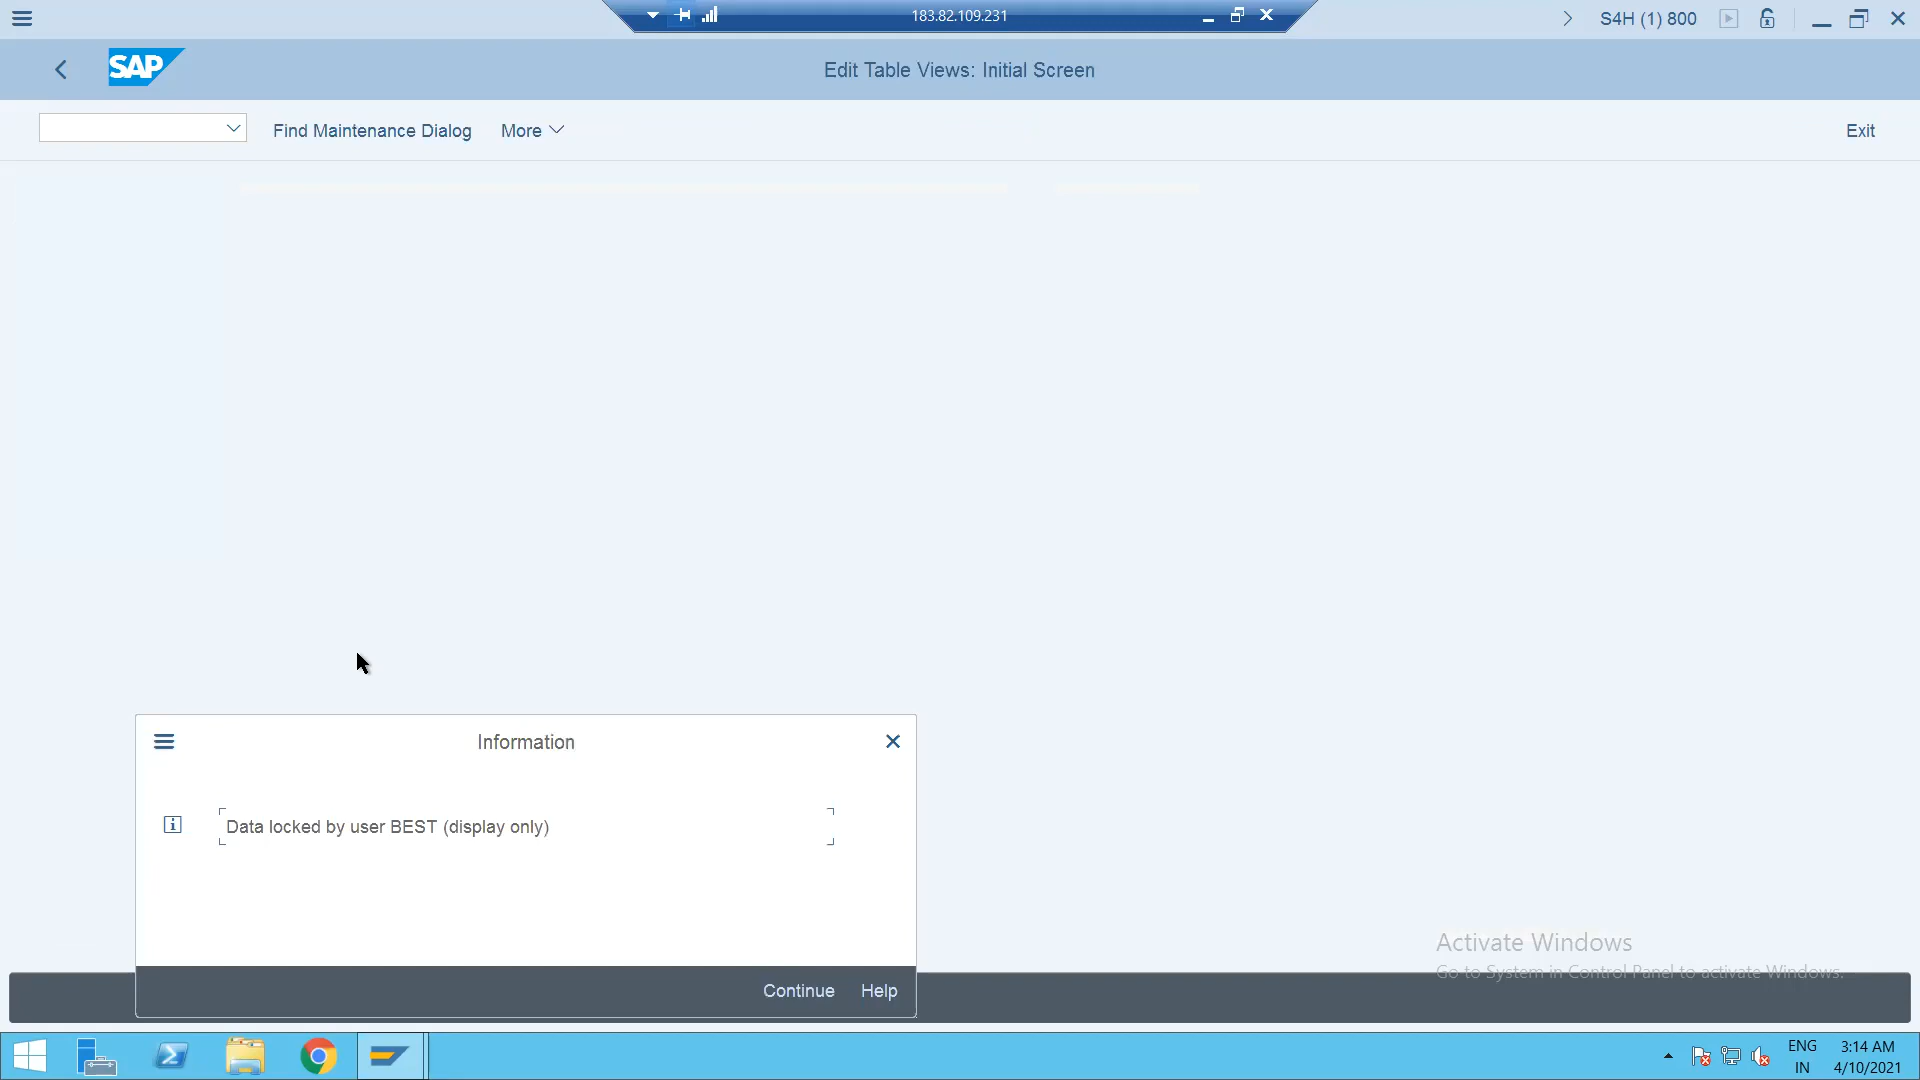 183.82.109.231
S4H (1) 800
SAP
Edit Table Views: Initial Screen
Find Maintenance Dialog
More
Exit
Information
Data locked by user BEST (display only)
Continue
Help
Activate Windows
Go to System in Control Panel to activate Windows.
ENG
IN
3:14 AM
4/10/2021